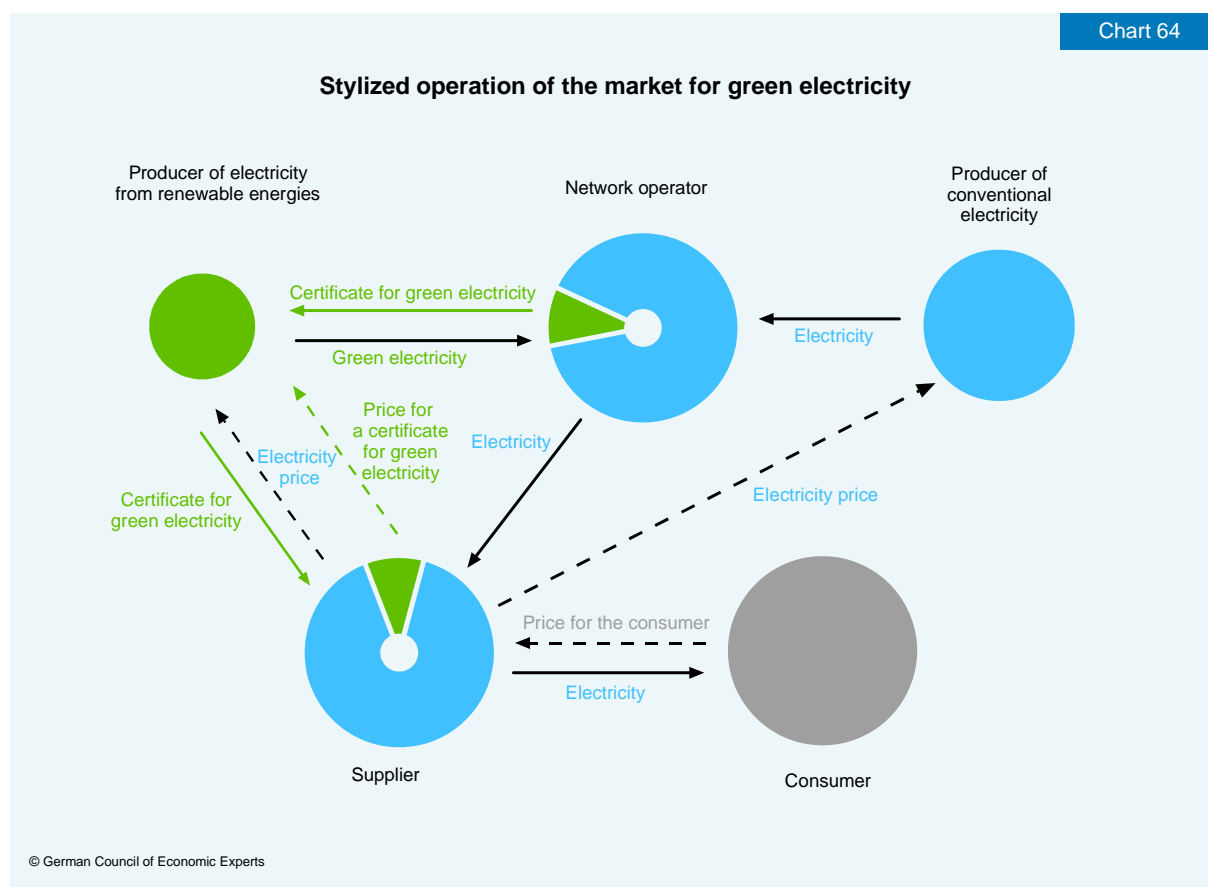 Chart 64
Stylized operation of the market for green electricity
Producer of electricity
from renewable energies
Network operator
Producer of
conventional
electricity
Certificate for green electricity
Green electricity
Electricity
Price for
a certificate
for green
electricity
Electricity
Electricity
price
Certificate for
green electricity
Electricity price
Price for the consumer
Electricity
Supplier
Consumer
© German Council of Economic Experts